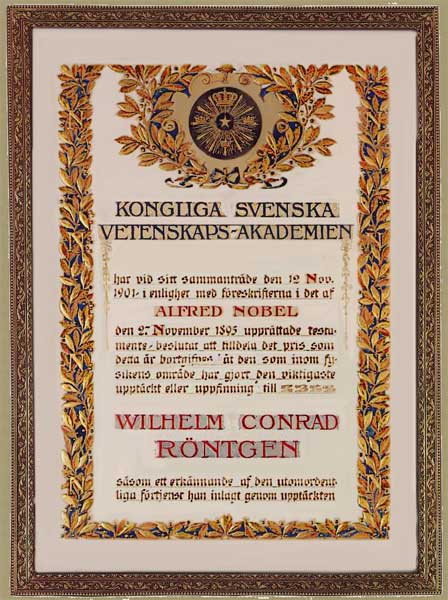 KONGLIGA SVENSKA
VETENSKAPS-AKADEMIEN
har vid sitt sammanträde den 12 Nov.
1901 i enlighet med föreskrifterna i det af
ALFRED NOBEL
den 27 November 1895 upprättade testa-
mente beslutat att tilldela det pris som
detta år bortgifves "åt den som inom fy-
sikens område har gjort den viktigaste
upptäckt eller uppfinning" till
WILHELM CONRAD
RÖNTGEN
såsom ett erkännande af den utomordent-
liga förtjenst han inlagt genom upptäckten